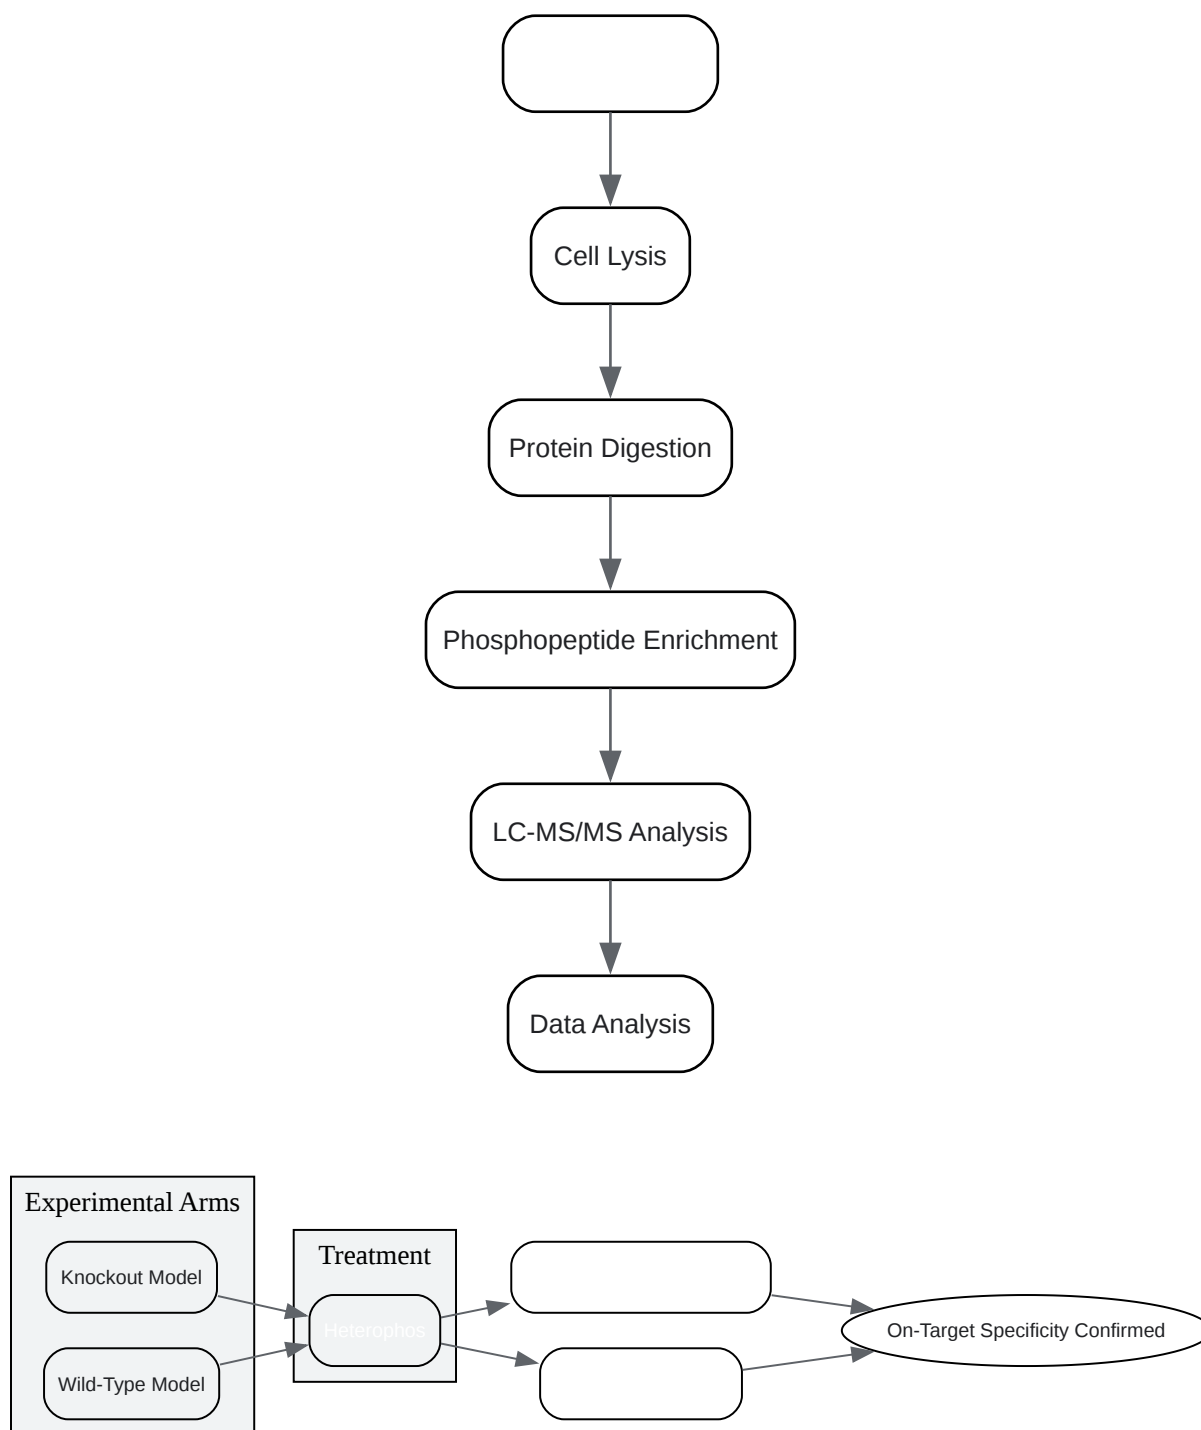 Cell Lysis
Protein Digestion
Phosphopeptide Enrichment
LC-MS/MS Analysis
Data Analysis
Experimental Arms
Knockout Model
Wild-Type Model
Treatment
Heterophos
On-Target Specificity Confirmed